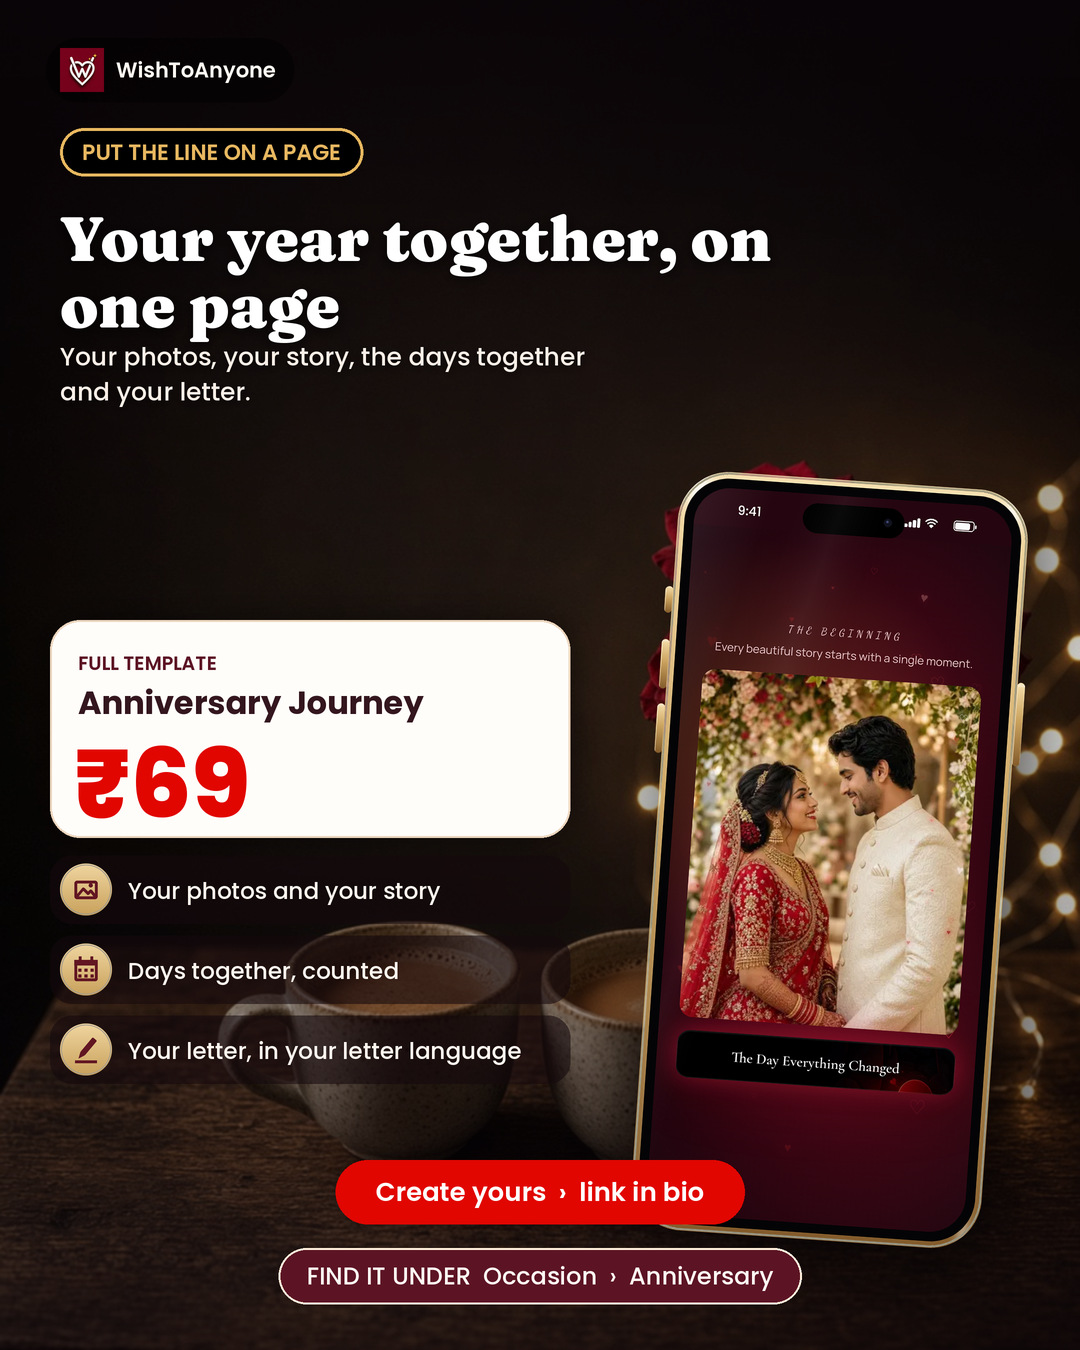 WishToAnyone
PUT THE LINE ON A PAGE
Your year together, on
one page
Your photos, your story, the days together
and your letter.
9:41
THE BEGINNING
Every beautiful story starts with a single moment.
FULL TEMPLATE
Anniversary Journey
₹69
Your photos and your story
Days together, counted
Your letter, in your letter language
The Day Everything Changed
Create yours › link in bio
FIND IT UNDER Occasion › Anniversary